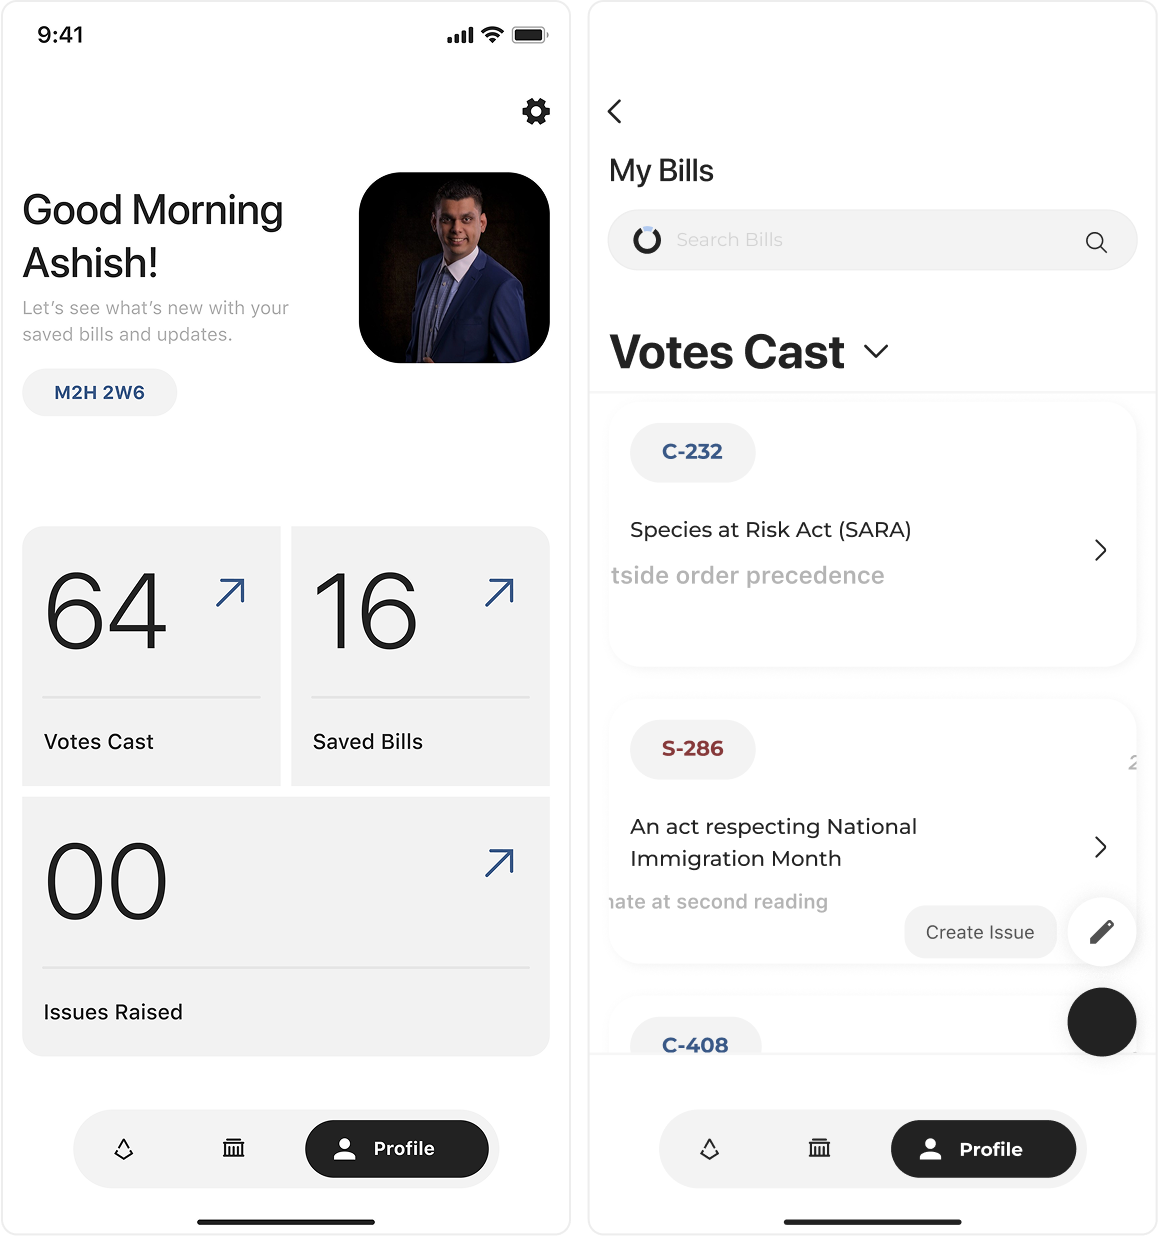 9:41
Good Morning
Ashish!
Let's see what's new with your
saved bills and updates.
M2H 2W6
64
16
Votes Cast
Saved Bills
00
Issues Raised
Profile
My Bills
Search Bills
Votes Cast
C-232
Species at Risk Act (SARA)
tside order precedence
S-286
2
An act respecting National
Immigration Month
nate at second reading
Create Issue
C-408
Profile